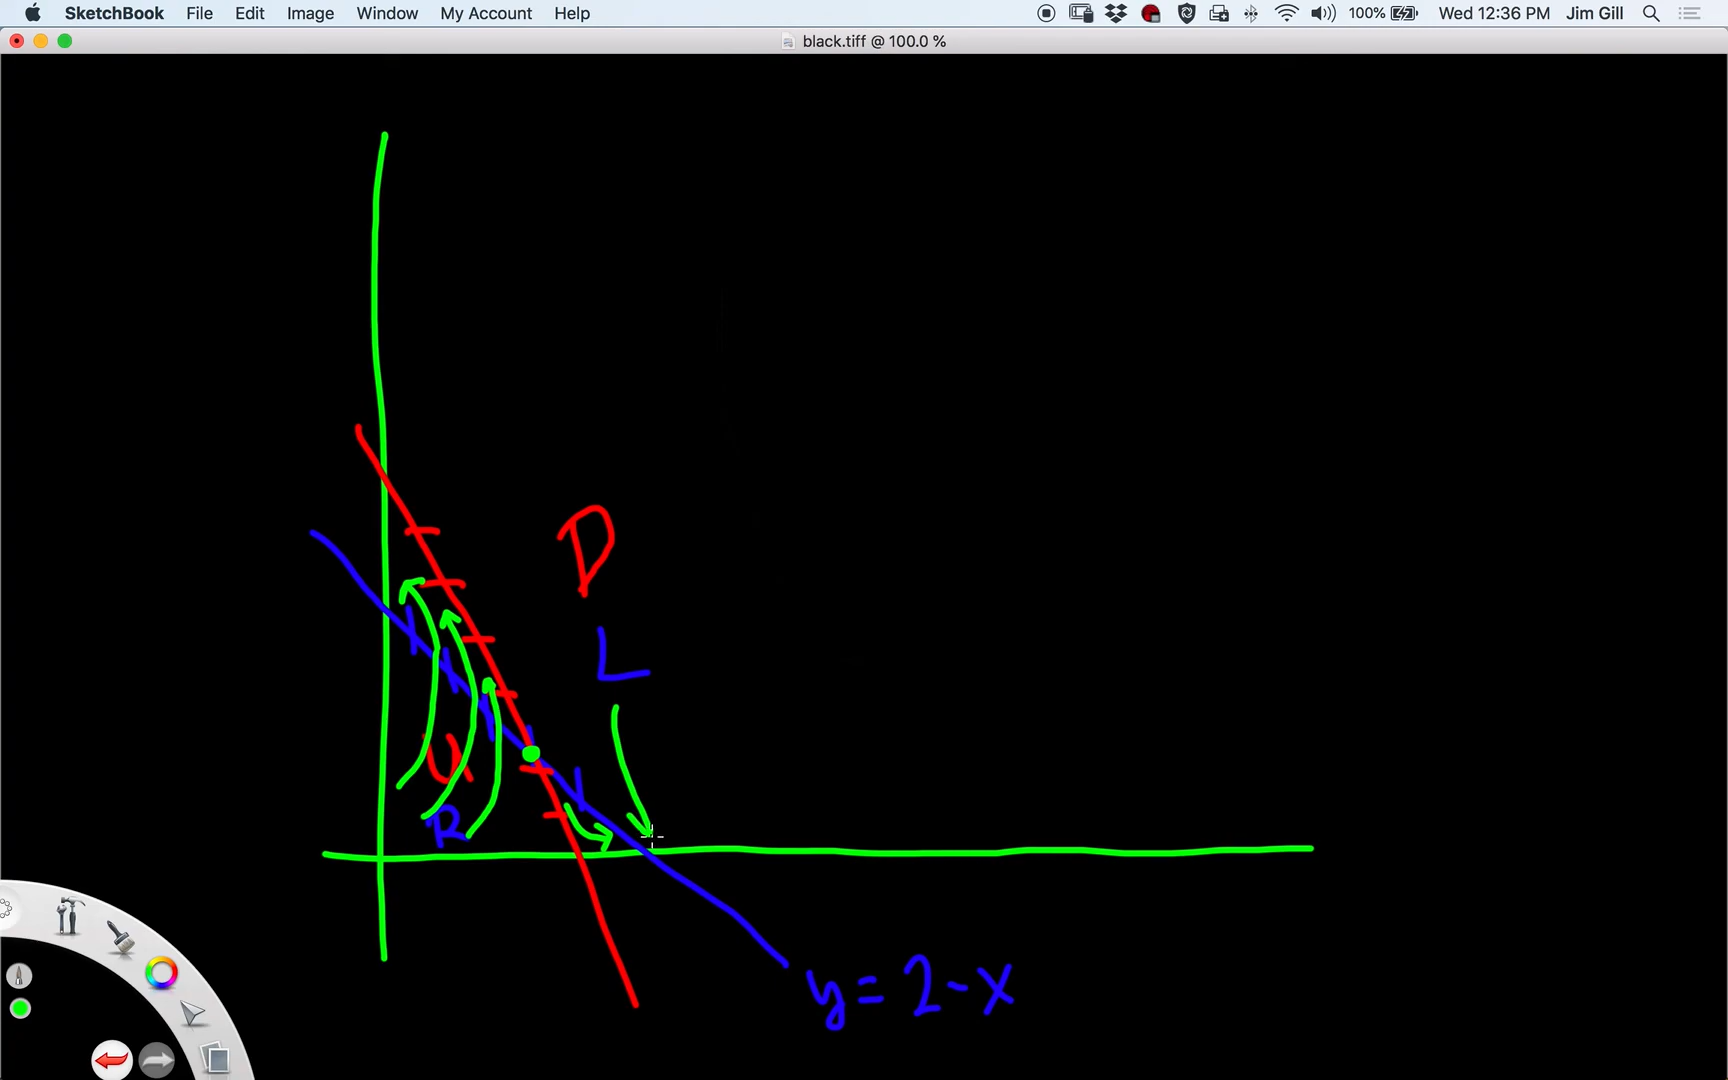 SketchBook File Edit Image Window My Account Help 100% Wed 12:36 PM Jim Gill
black.tiff @ 100.0 %
D
L
U
R
y = 2 - x